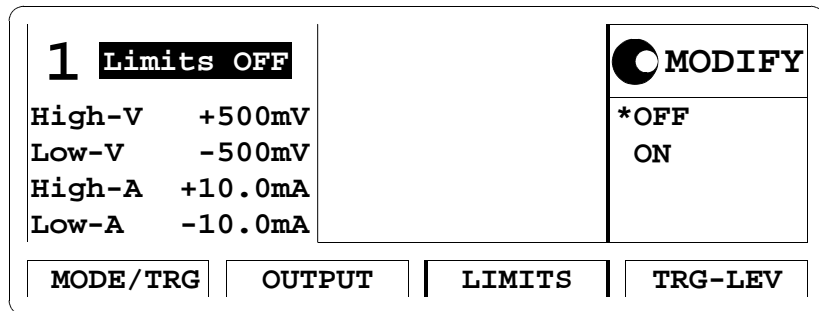 1 Limits OFF
High-V +500mV
Low-V -500mV
High-A +10.0mA
Low-A -10.0mA
MODIFY
*OFF
ON
MODE/TRG OUTPUT LIMITS TRG-LEV